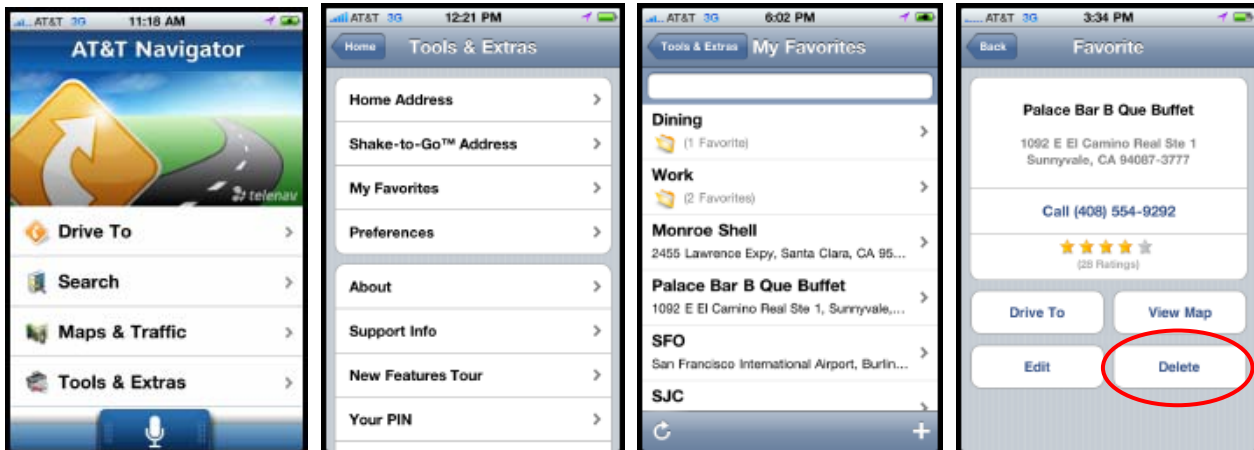 AT&T 3G 11:18 AM
AT&T Navigator
telenav
Drive To
Search
Maps & Traffic
Tools & Extras
AT&T 3G 12:21 PM
Home Tools & Extras
Home Address
Shake-to-Go™ Address
My Favorites
Preferences
About
Support Info
New Features Tour
Your PIN
AT&T 3G 6:02 PM
Tools & Extras My Favorites
Dining
(1 Favorite)
Work
(2 Favorites)
Monroe Shell
2455 Lawrence Expy, Santa Clara, CA 95...
Palace Bar B Que Buffet
1092 E El Camino Real Ste 1, Sunnyvale,...
SFO
San Francisco International Airport, Burlin...
SJC
AT&T 3G 3:34 PM
Back Favorite
Palace Bar B Que Buffet
1092 E El Camino Real Ste 1
Sunnyvale, CA 94087-3777
Call (408) 554-9292
(28 Ratings)
Drive To View Map
Edit Delete